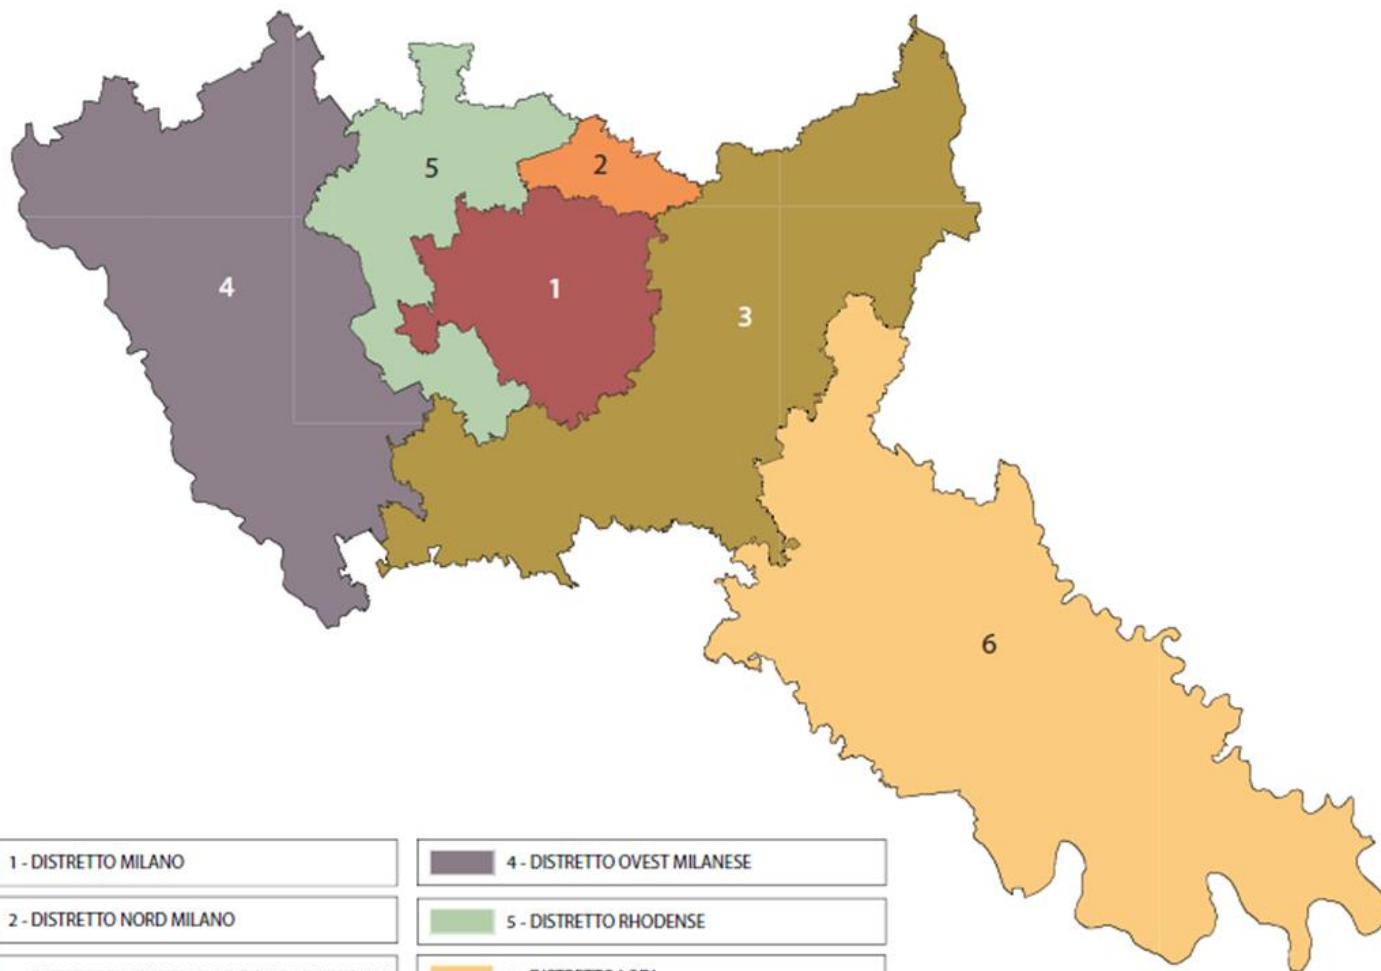 5
2
4
1
3
6
1 - DISTRETTO MILANO
4 - DISTRETTO OVEST MILANESE
2 - DISTRETTO NORD MILANO
5 - DISTRETTO RHODENSE